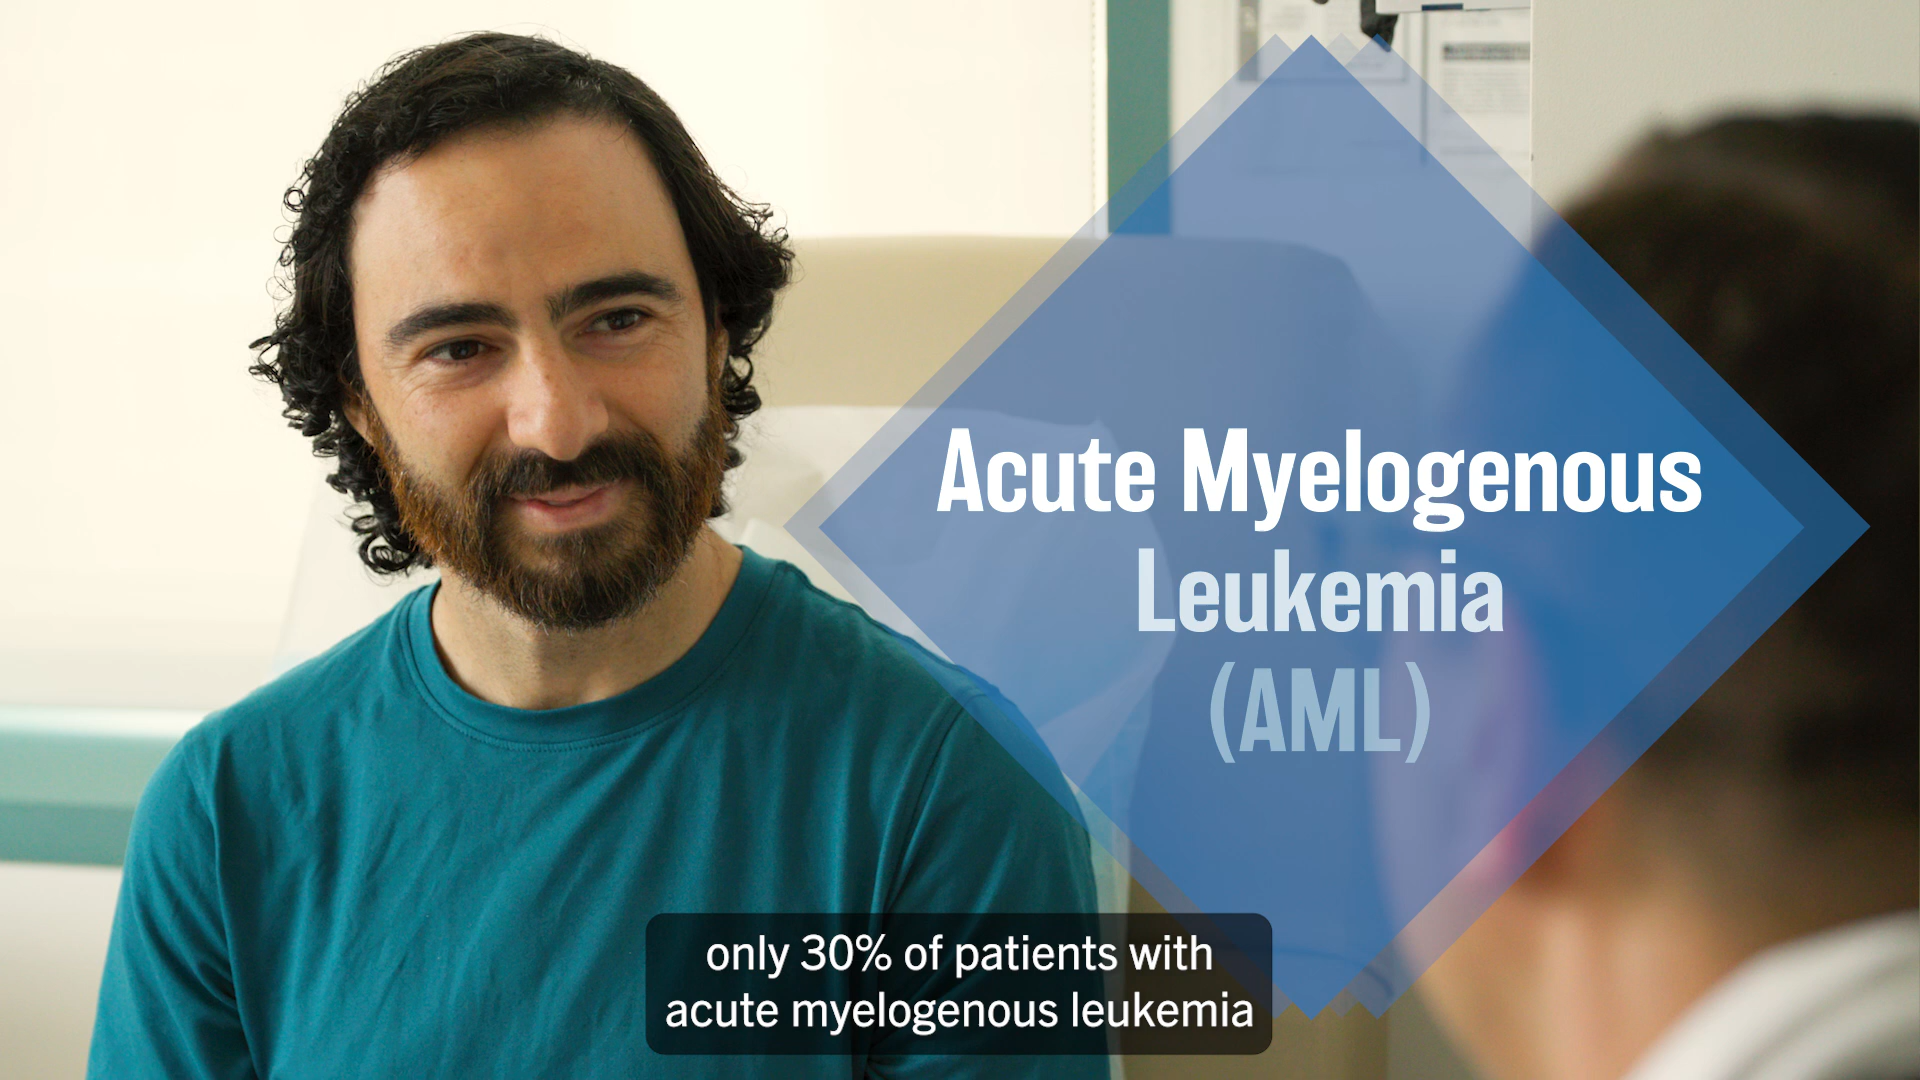 Acute Myelogenous
Leukemia
(AML)
only 30% of patients with
acute myelogenous leukemia